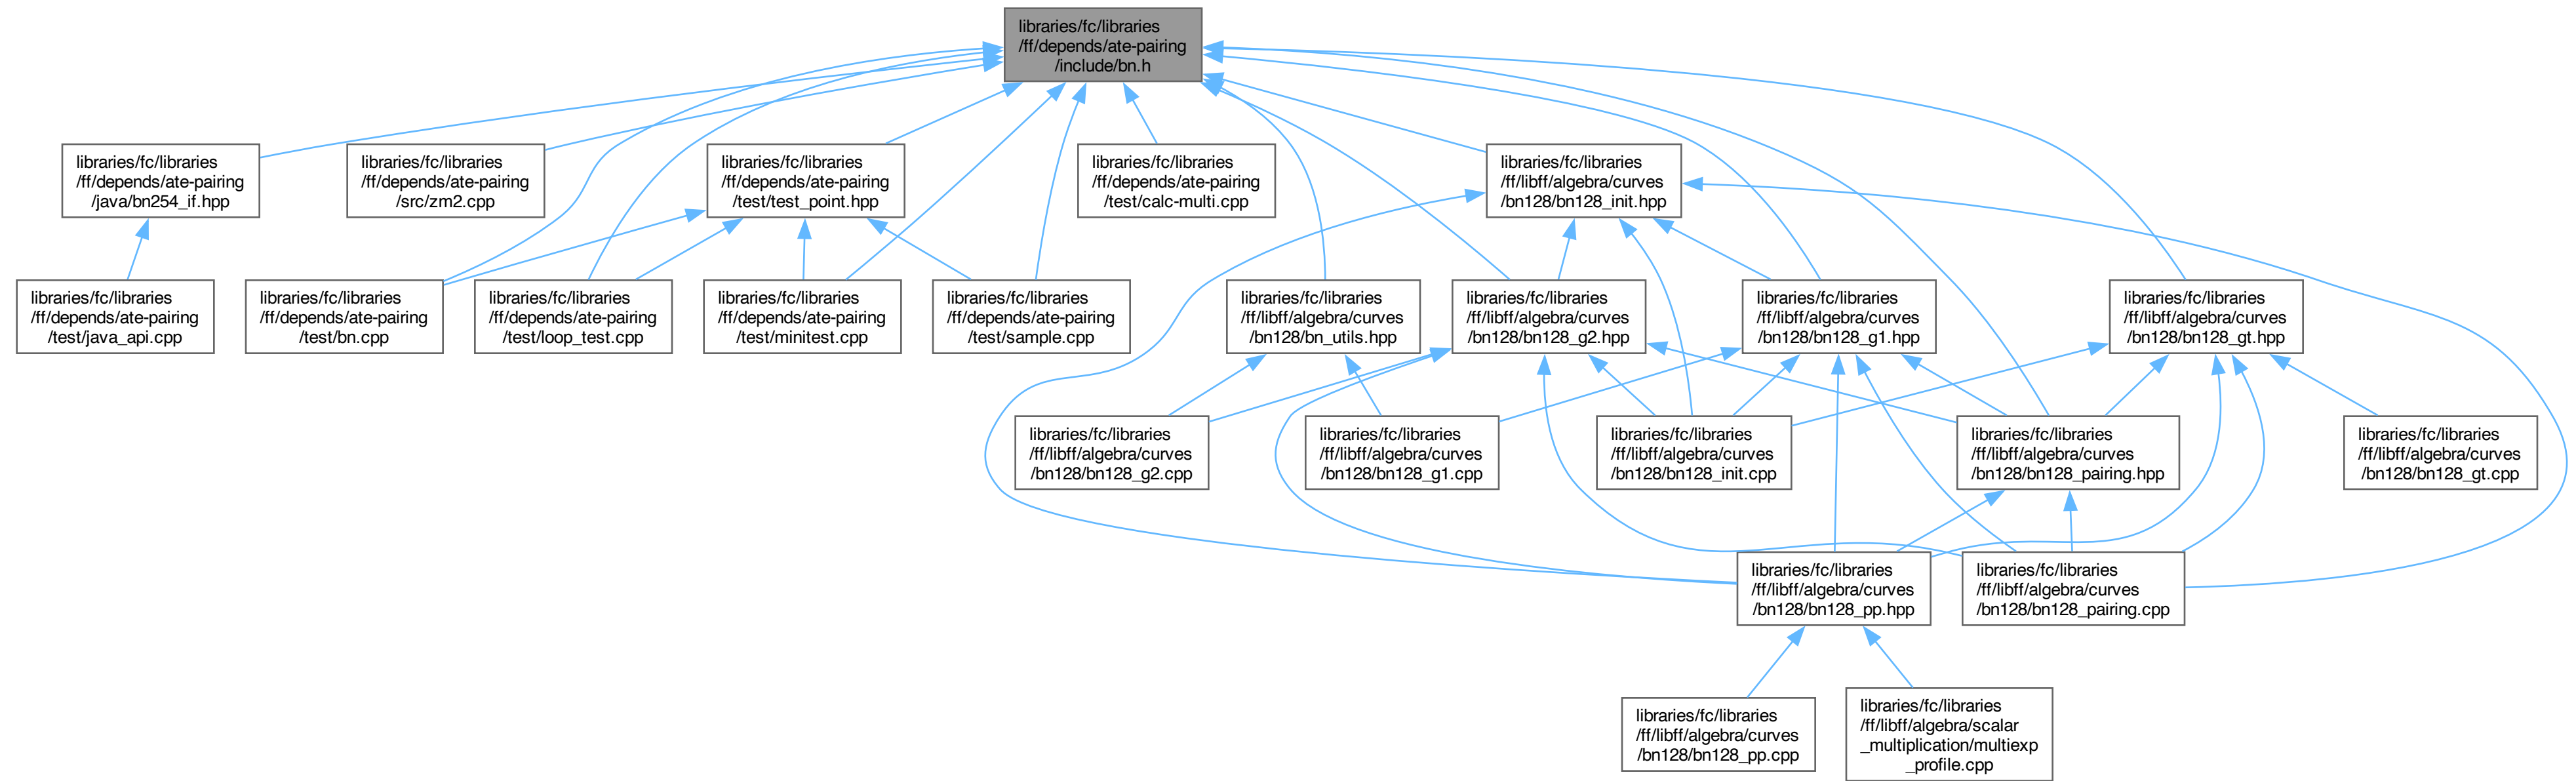 libraries/fc/libraries
/ff/depends/ate-pairing
/include/bn.h
libraries/fc/libraries
/ff/depends/ate-pairing
/java/bn254_if.hpp
libraries/fc/libraries
/ff/depends/ate-pairing
/src/zm2.cpp
libraries/fc/libraries
/ff/depends/ate-pairing
/test/test_point.hpp
libraries/fc/libraries
/ff/depends/ate-pairing
/test/calc-multi.cpp
libraries/fc/libraries
/ff/libff/algebra/curves
/bn128/bn128_init.hpp
libraries/fc/libraries
/ff/depends/ate-pairing
/test/java_api.cpp
libraries/fc/libraries
/ff/depends/ate-pairing
/test/bn.cpp
libraries/fc/libraries
/ff/depends/ate-pairing
/test/loop_test.cpp
libraries/fc/libraries
/ff/depends/ate-pairing
/test/minitest.cpp
libraries/fc/libraries
/ff/depends/ate-pairing
/test/sample.cpp
libraries/fc/libraries
/ff/libff/algebra/curves
/bn128/bn_utils.hpp
libraries/fc/libraries
/ff/libff/algebra/curves
/bn128/bn128_g2.hpp
libraries/fc/libraries
/ff/libff/algebra/curves
/bn128/bn128_g1.hpp
libraries/fc/libraries
/ff/libff/algebra/curves
/bn128/bn128_gt.hpp
libraries/fc/libraries
/ff/libff/algebra/curves
/bn128/bn128_g2.cpp
libraries/fc/libraries
/ff/libff/algebra/curves
/bn128/bn128_g1.cpp
libraries/fc/libraries
/ff/libff/algebra/curves
/bn128/bn128_init.cpp
libraries/fc/libraries
/ff/libff/algebra/curves
/bn128/bn128_pairing.hpp
libraries/fc/libraries
/ff/libff/algebra/curves
/bn128/bn128_gt.cpp
libraries/fc/libraries
/ff/libff/algebra/curves
/bn128/bn128_pp.hpp
libraries/fc/libraries
/ff/libff/algebra/curves
/bn128/bn128_pairing.cpp
libraries/fc/libraries
/ff/libff/algebra/curves
/bn128/bn128_pp.cpp
libraries/fc/libraries
/ff/libff/algebra/scalar
_multiplication/multiexp
_profile.cpp